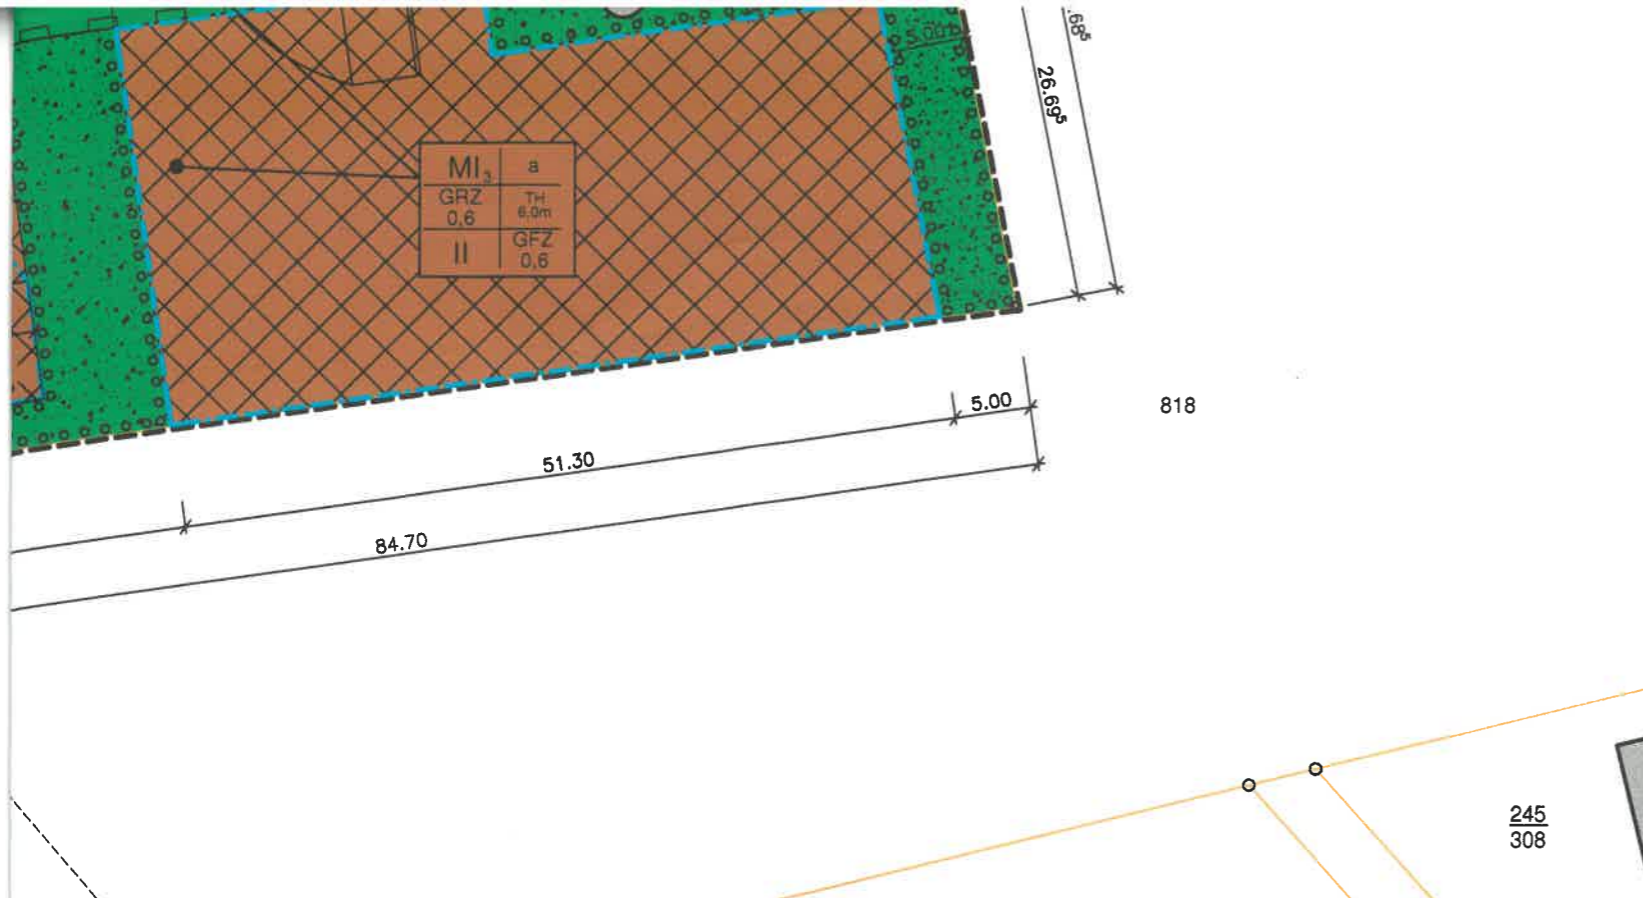 5.00
.68⁵
26.69⁵
MI₃ a
GRZ TH
0,6 6,0m
II GFZ
0,6
5.00
818
51.30
84.70
245
308